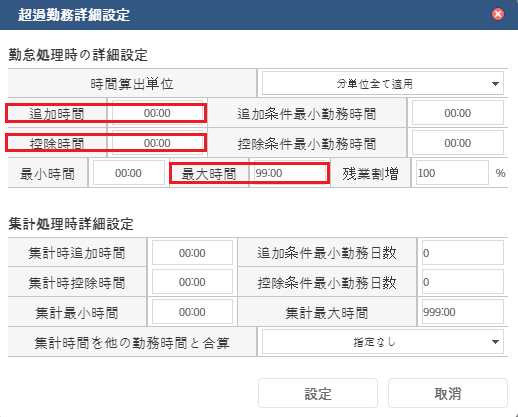 超過勤務詳細設定
勤怠処理時の詳細設定
時間算出単位 分単位全て適用
追加時間 00:00 追加条件最小勤務時間 00:00
控除時間 00:00 控除条件最小勤務時間 00:00
最小時間 00:00 最大時間 99:00 残業割増 100 %
集計処理時詳細設定
集計時追加時間 00:00 追加条件最小勤務日数 0
集計時控除時間 00:00 控除条件最小勤務日数 0
集計最小時間 00:00 集計最大時間 999:00
集計時間を他の勤務時間と合算 指定なし
設定 取消